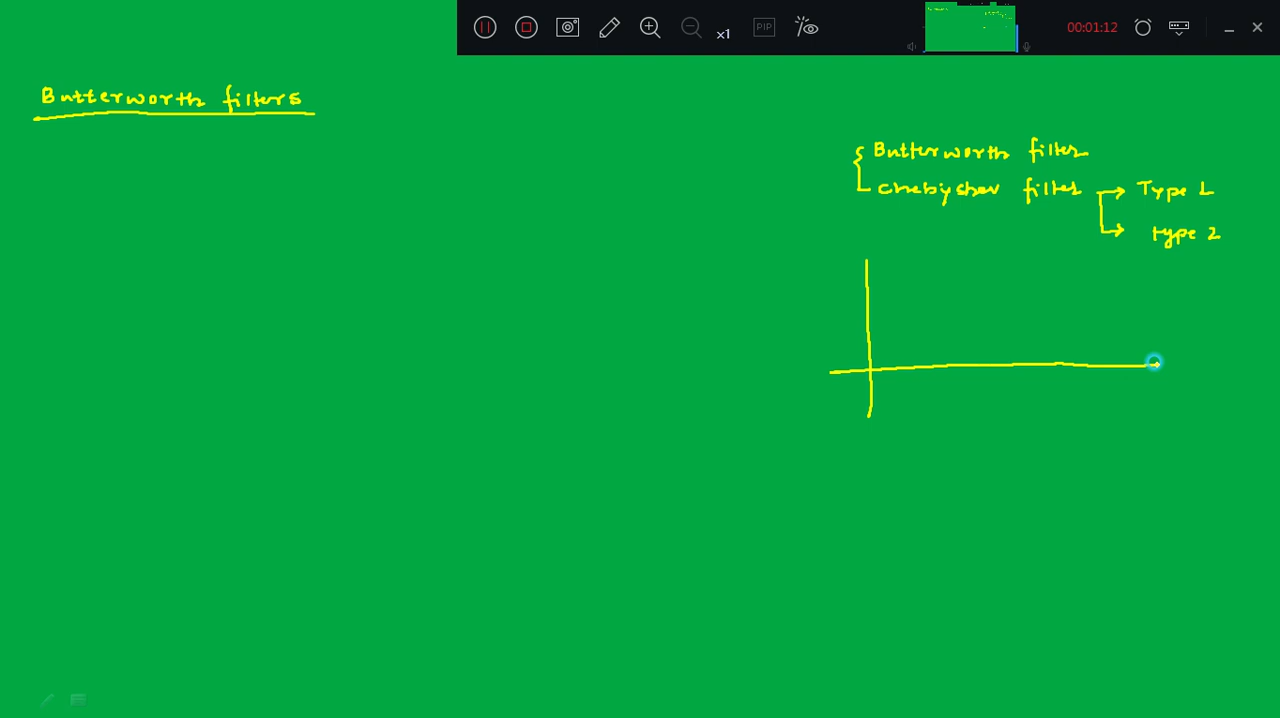 x1
PIP
00:01:12
Butterworth filters
Butterworth filter
chebyshev filter → Type 1
→ type 2